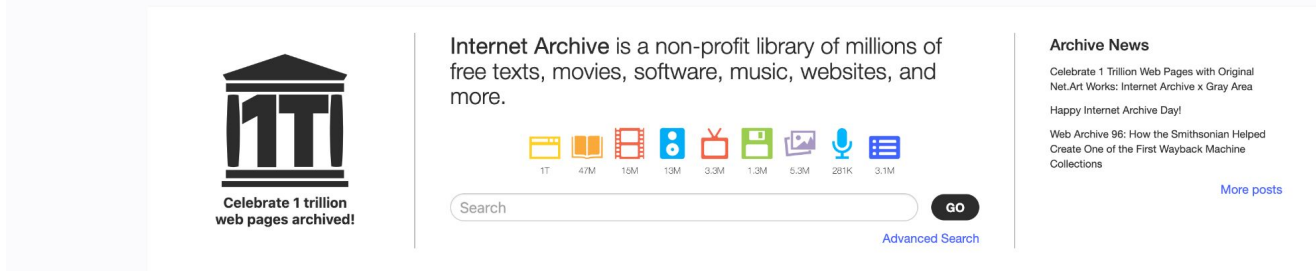 1T
Celebrate 1 trillion
web pages archived!
Internet Archive is a non-profit library of millions of
free texts, movies, software, music, websites, and
more.
1T 47M 15M 13M 3.3M 1.3M 5.3M 281K 3.1M
Search GO
Advanced Search
Archive News
Celebrate 1 Trillion Web Pages with Original
Net.Art Works: Internet Archive x Gray Area
Happy Internet Archive Day!
Web Archive 96: How the Smithsonian Helped
Create One of the First Wayback Machine
Collections
More posts